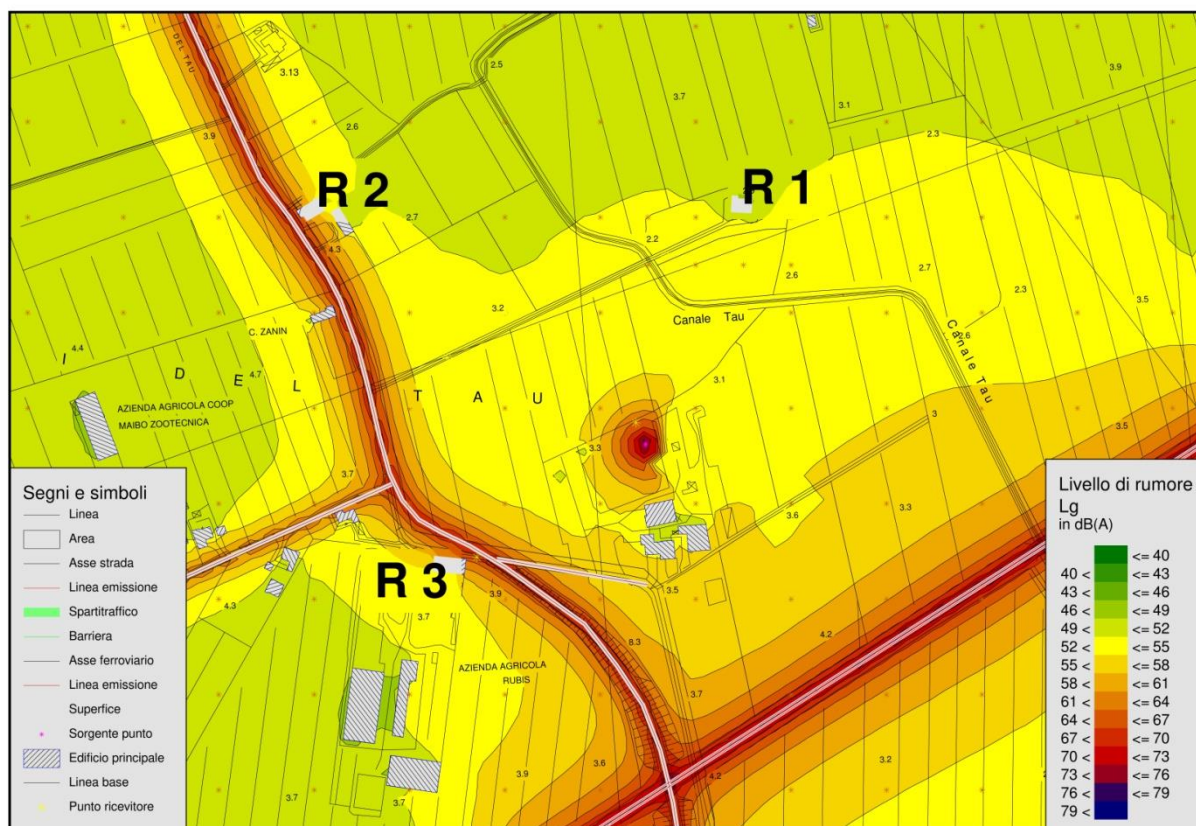 DEL TAU
3.13
2.5
3.9
3.7
3.1
3.9
2.6
2.3
R 2
R 1
2.7
2.2
4.3
2.6
2.7
2.3
3.5
3.2
C. ZANIN
Canale Tau
Canale Tau
4.4
I DEL TAU
4.7
3.1
AZIENDA AGRICOLA COOP
MAIBO ZOOTECNICA
3
3.3
3.5
3.7
3.7
3.3
3.6
R 3
3.9
3.5
4.3
3.7
8.3
4.2
AZIENDA AGRICOLA
RUBIS
3.7
3.9
3.6
4.2
3.2
3.7
3.7
Segni e simboli
Linea
Area
Asse strada
Linea emissione
Spartitraffico
Barriera
Asse ferroviario
Linea emissione
Superfice
Sorgente punto
Edificio principale
Linea base
Punto ricevitore
Livello di rumore
Lg
in dB(A)
<= 40
40 < <= 43
43 < <= 46
46 < <= 49
49 < <= 52
52 < <= 55
55 < <= 58
58 < <= 61
61 < <= 64
64 < <= 67
67 < <= 70
70 < <= 73
73 < <= 76
76 < <= 79
79 <